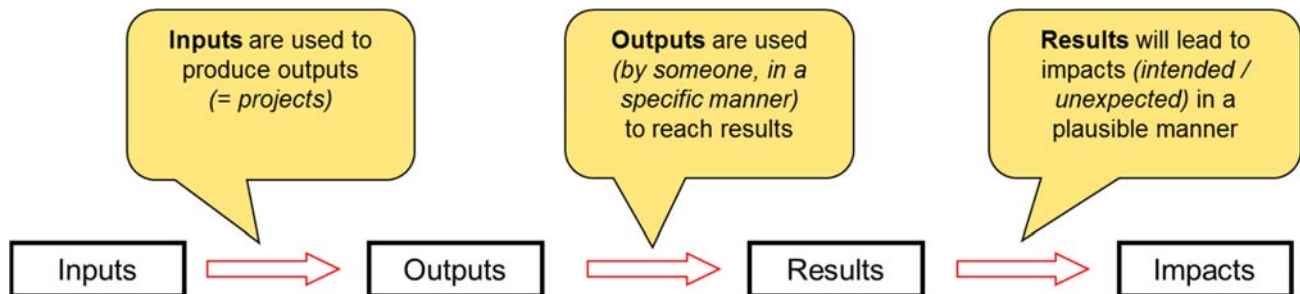 Inputs are used to
produce outputs
(= projects)
Outputs are used
(by someone, in a
specific manner)
to reach results
Results will lead to
impacts (intended /
unexpected) in a
plausible manner
Inputs
Outputs
Results
Impacts